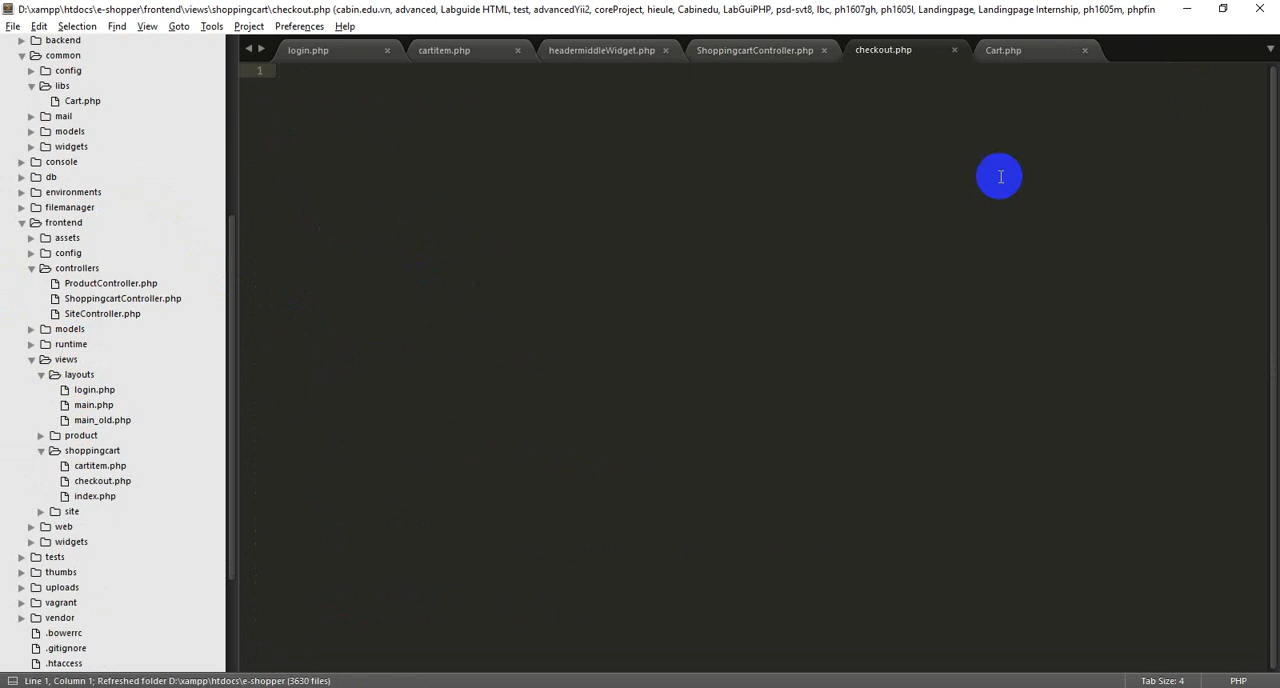 D:\xampp\htdocs\e-shopper\frontend\views\shoppingcart\checkout.php (cabin.edu.vn, advanced, Labguide HTML, test, advancedYii2, coreProject, hieule, Cabinedu, LabGuiPHP, psd-svt8, lbc, ph1607gh, ph1605l, Landingpage, Landingpage Internship, ph1605m, phpfin
File Edit Selection Find View Goto Tools Project Preferences Help
login.php cartitem.php headermiddleWidget.php ShoppingcartController.php checkout.php Cart.php
1
backend
common
config
libs
Cart.php
mail
models
widgets
console
db
environments
filemanager
frontend
assets
config
controllers
ProductController.php
ShoppingcartController.php
SiteController.php
models
runtime
views
layouts
login.php
main.php
main_old.php
product
shoppingcart
cartitem.php
checkout.php
index.php
site
web
widgets
tests
thumbs
uploads
vagrant
vendor
.bowerrc
.gitignore
.htaccess
Line 1, Column 1; Refreshed folder D:\xampp\htdocs\e-shopper (3630 files) Tab Size: 4 PHP